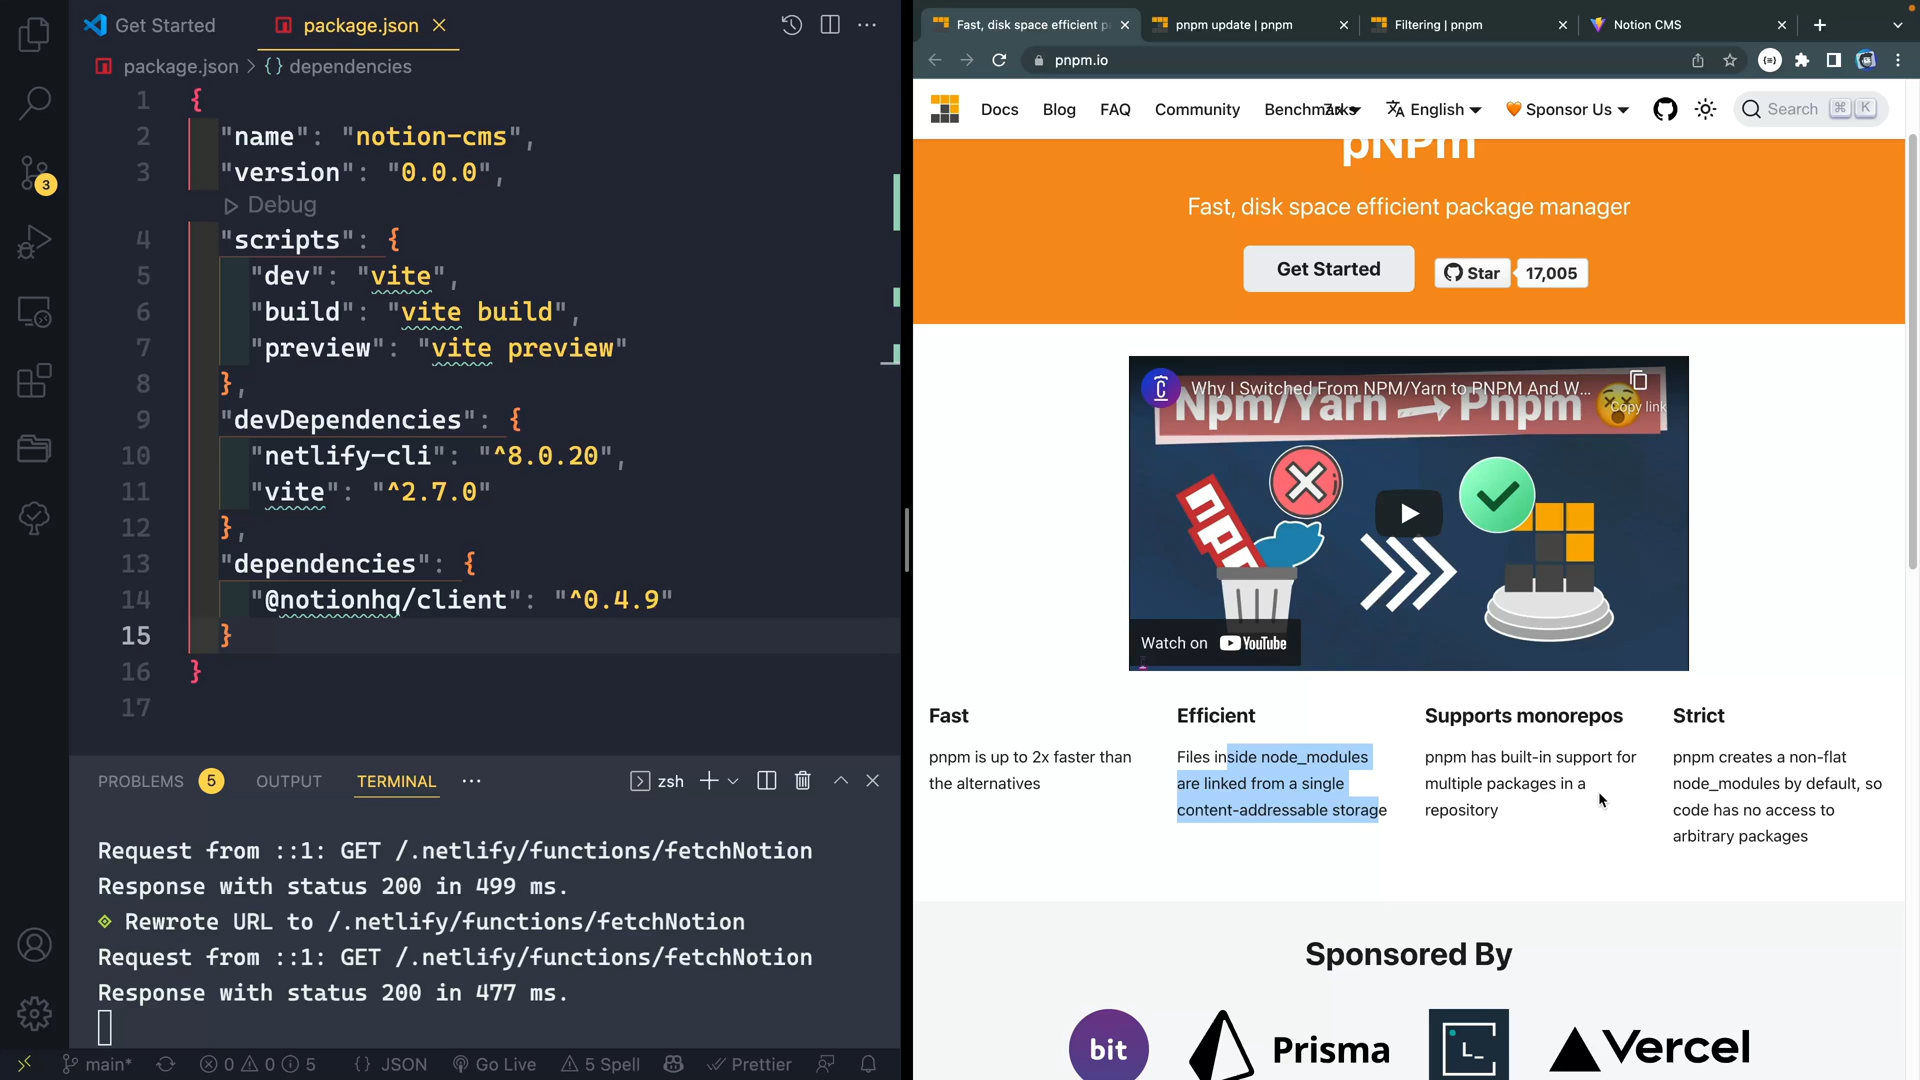 Get Started
package.json
package.json > {} dependencies
1 {
2 "name": "notion-cms",
3 "version": "0.0.0",
Debug
4 "scripts": {
5 "dev": "vite",
6 "build": "vite build",
7 "preview": "vite preview"
8 },
9 "devDependencies": {
10 "netlify-cli": "^8.0.20",
11 "vite": "^2.7.0"
12 },
13 "dependencies": {
14 "@notionhq/client": "^0.4.9"
15 }
16 }
17
PROBLEMS 5 OUTPUT TERMINAL ··· zsh
Request from ::1: GET /.netlify/functions/fetchNotion
Response with status 200 in 499 ms.
Rewrote URL to /.netlify/functions/fetchNotion
Request from ::1: GET /.netlify/functions/fetchNotion
Response with status 200 in 477 ms.
3
main* 0 0 5 {} JSON Go Live 5 Spell Prettier
Fast, disk space efficient p
pnpm update | pnpm
Filtering | pnpm
Notion CMS
pnpm.io
Docs Blog FAQ Community Benchmarks English Sponsor Us Search ⌘ K
pNPm
Fast, disk space efficient package manager
Get Started Star 17,005
Why I Switched From NPM/Yarn to PNPM And W...
Copy link
Npm/Yarn Pnpm
npm
Watch on YouTube
Fast
pnpm is up to 2x faster than
the alternatives
Efficient
Files inside node_modules
are linked from a single
content-addressable storage
Supports monorepos
pnpm has built-in support for
multiple packages in a
repository
Strict
pnpm creates a non-flat
node_modules by default, so
code has no access to
arbitrary packages
Sponsored By
bit Prisma L_ Vercel